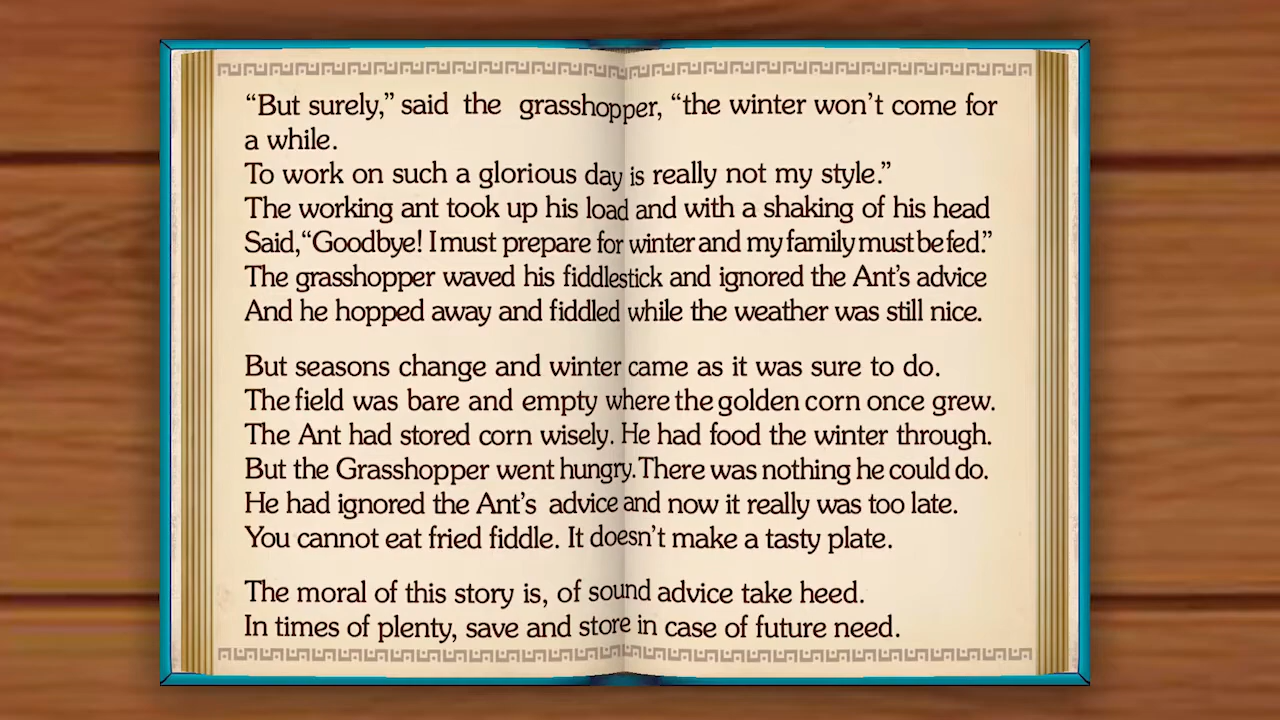 “But surely,” said the grasshopper, “the winter won’t come for
a while.
To work on such a glorious day is really not my style.”
The working ant took up his load and with a shaking of his head
Said,“Goodbye! I must prepare for winter and my family must be fed.”
The grasshopper waved his fiddlestick and ignored the Ant’s advice
And he hopped away and fiddled while the weather was still nice.
But seasons change and winter came as it was sure to do.
The field was bare and empty where the golden corn once grew.
The Ant had stored corn wisely. He had food the winter through.
But the Grasshopper went hungry. There was nothing he could do.
He had ignored the Ant’s advice and now it really was too late.
You cannot eat fried fiddle. It doesn’t make a tasty plate.
The moral of this story is, of sound advice take heed.
In times of plenty, save and store in case of future need.